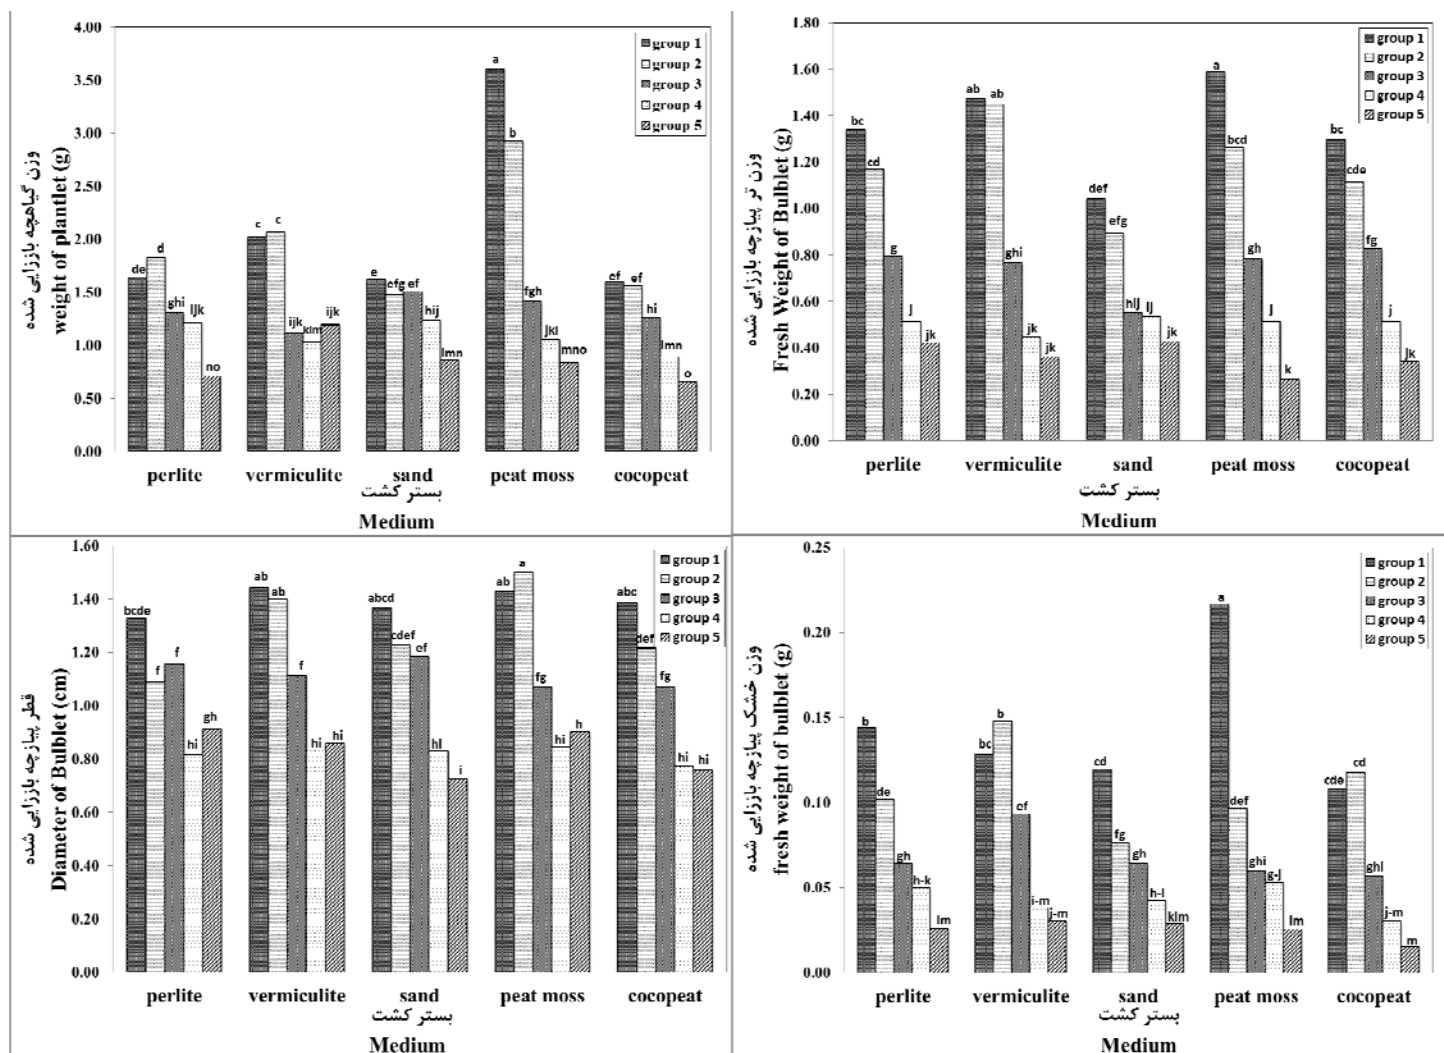 وزن گیاهچه باززایی شده
weight of plantlet (g)
4.00
3.50
3.00
2.50
2.00
1.50
1.00
0.50
0.00
group 1
group 2
group 3
group 4
group 5
de d ghi IJk no
c c ijk klm ijk
e efg ef hij lmn
a b fgh Jkl mno
ef ef hi lmn o
perlite vermiculite sand peat moss cocopeat
بستر کشت
Medium
وزن تر پیازچه باززایی شده
Fresh Weight of Bulblet (g)
1.80
1.60
1.40
1.20
1.00
0.80
0.60
0.40
0.20
0.00
group 1
group 2
group 3
group 4
group 5
bc cd g J jk
ab ab ghi jk jk
def efg hIJ IJ jk
a bcd gh J k
bc cde fg j Jk
perlite vermiculite sand peat moss cocopeat
بستر کشت
Medium
قطر پیازچه باززایی شده
Diameter of Bulblet (cm)
1.60
1.40
1.20
1.00
0.80
0.60
0.40
0.20
0.00
group 1
group 2
group 3
group 4
group 5
bcde f f hi gh
ab ab f hi hi
abcd cdef ef hI i
ab a fg hi h
abc def fg hi hi
perlite vermiculite sand peat moss cocopeat
بستر کشت
Medium
وزن خشک پیازچه باززایی شده
fresh weight of bulblet (g)
0.25
0.20
0.15
0.10
0.05
0.00
group 1
group 2
group 3
group 4
group 5
b de gh h-k lm
bc b ef i-m j-m
cd fg gh h-l klm
a def ghi g-J lm
cde cd ghI j-m m
perlite vermiculite sand peat moss cocopeat
بستر کشت
Medium